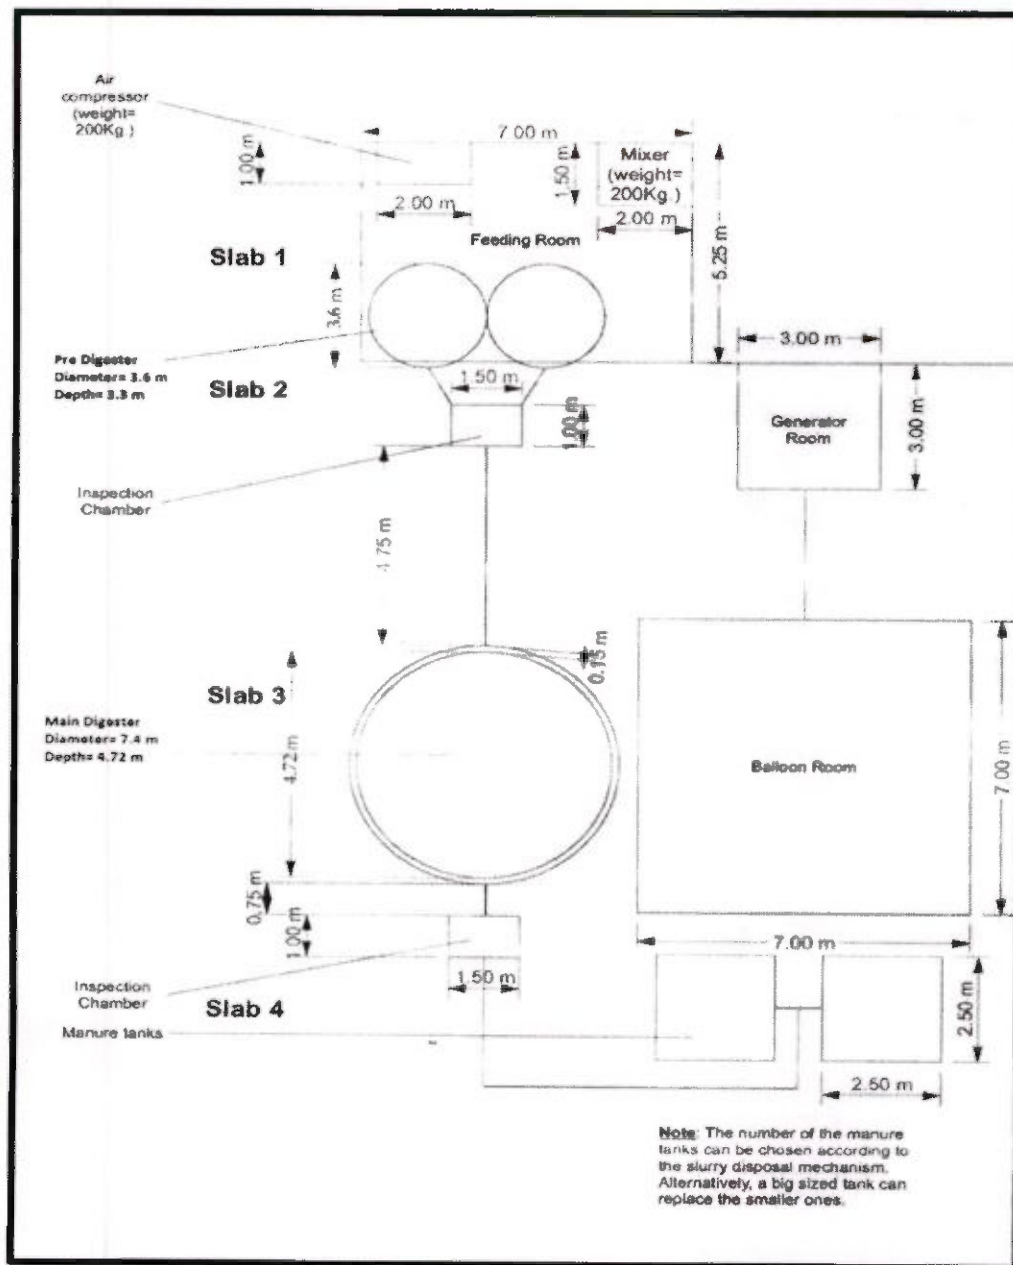 Air
compressor
(weight=
200Kg.)
7.00 m
1.00 m
2.00 m
1.50 m
Mixer
(weight=
200Kg.)
2.00 m
Feeding Room
5.25 m
Slab 1
3.6 m
Pre Digester
Diameter= 3.6 m
Depth= 3.3 m
Slab 2
1.50 m
1.00 m
3.00 m
Generator
Room
3.00 m
Inspection
Chamber
4.75 m
0.15 m
Slab 3
Main Digester
Diameter= 7.4 m
Depth= 4.72 m
4.72 m
Balloon Room
7.00 m
0.75 m
1.00 m
7.00 m
1.50 m
Inspection
Chamber
Slab 4
Manure tanks
2.50 m
2.50 m
Note: The number of the manure
tanks can be chosen according to
the slurry disposal mechanism.
Alternatively, a big sized tank can
replace the smaller ones.